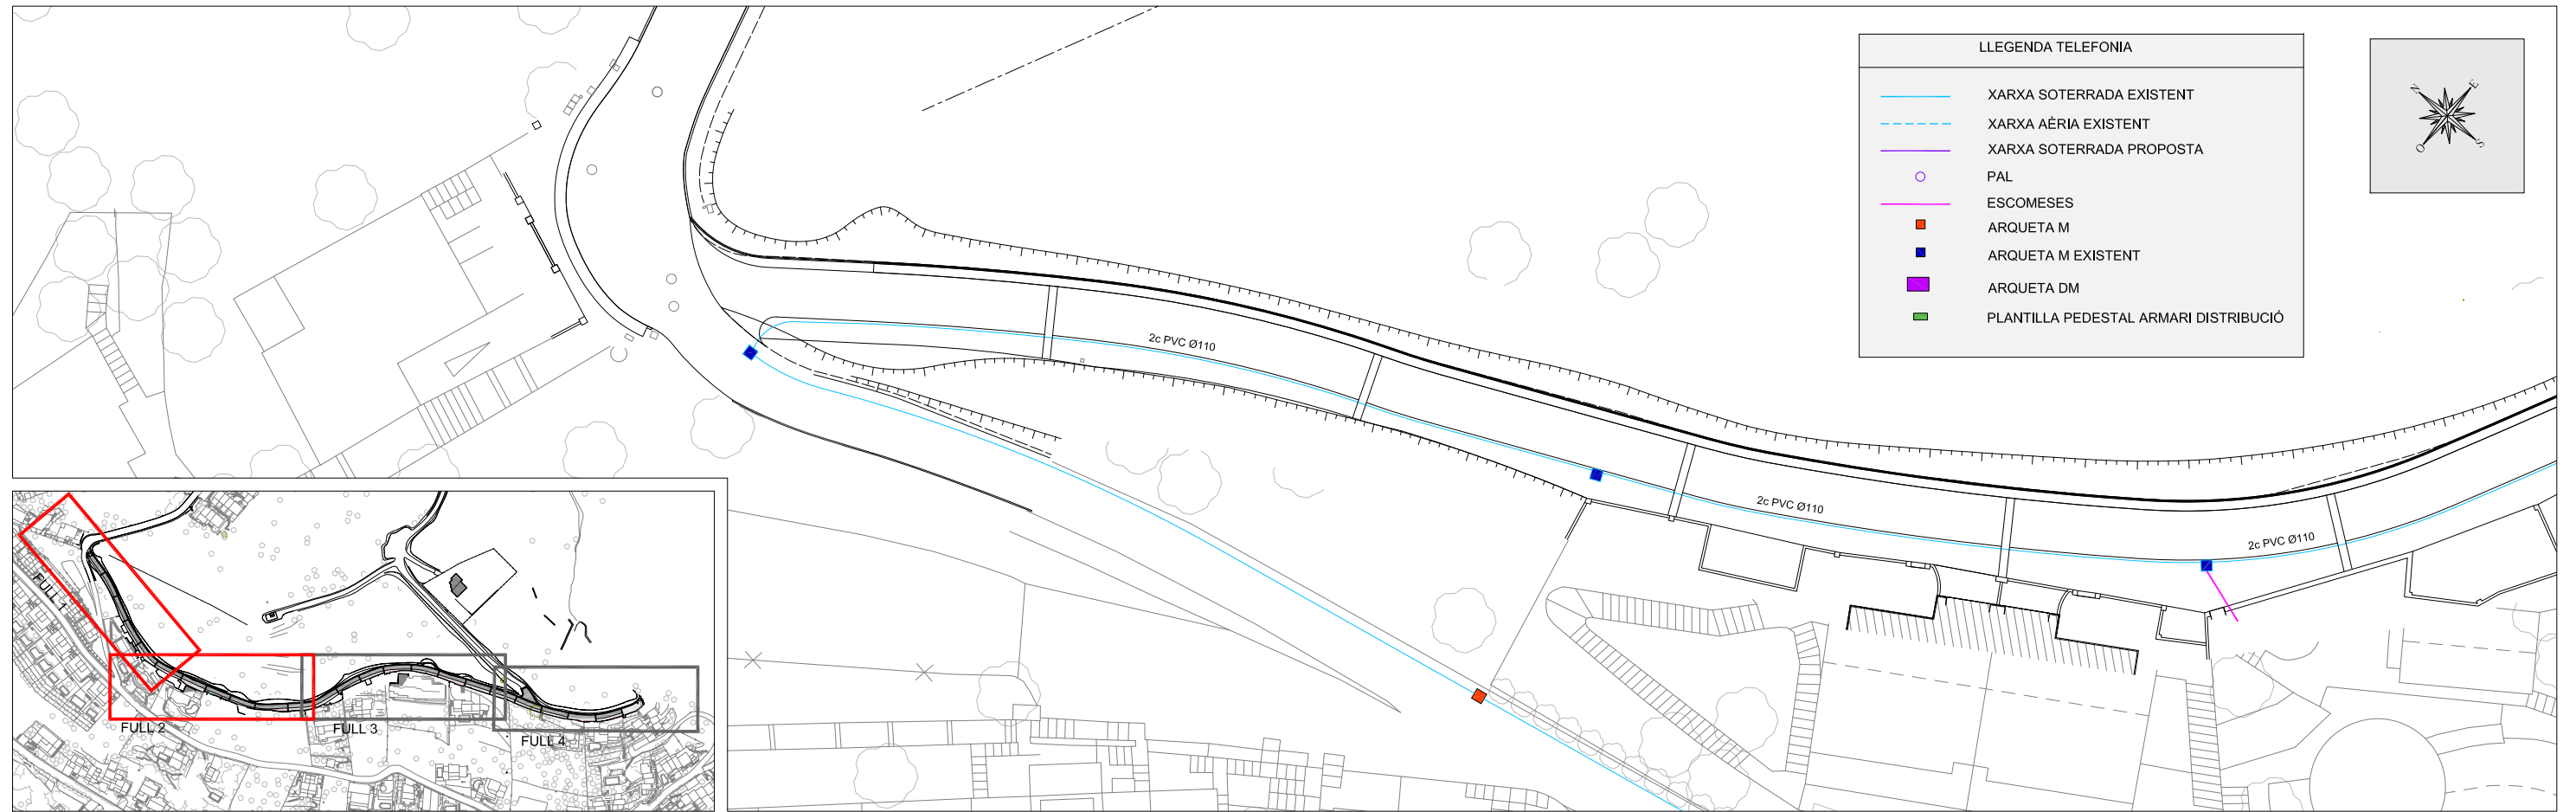 LLEGENDA TELEFONIA
XARXA SOTERRADA EXISTENT
XARXA AÈRIA EXISTENT
XARXA SOTERRADA PROPOSTA
PAL
ESCOMESES
ARQUETA M
ARQUETA M EXISTENT
ARQUETA DM
PLANTILLA PEDESTAL ARMARI DISTRIBUCIÓ
N
E
O
S
2c PVC Ø110
2c PVC Ø110
2c PVC Ø110
FULL 1
FULL 2
FULL 3
FULL 4